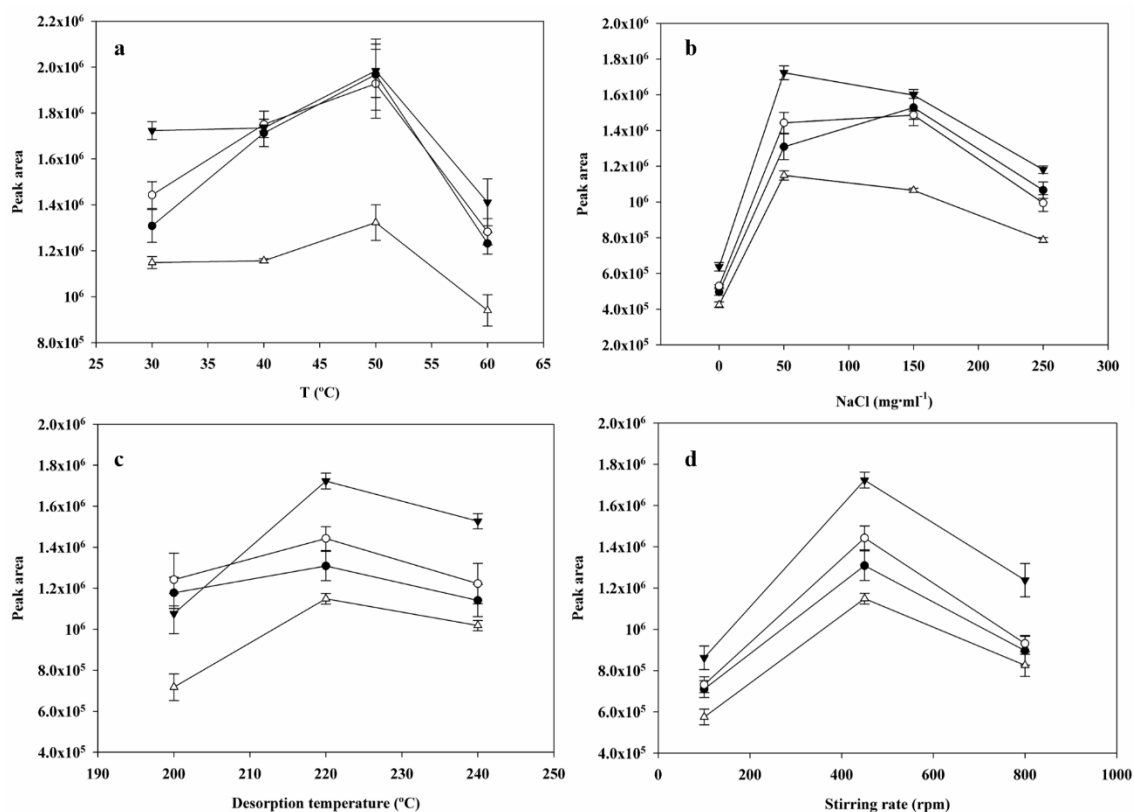 a
2.2x10⁶
2.0x10⁶
1.8x10⁶
1.6x10⁶
1.4x10⁶
1.2x10⁶
10⁶
8.0x10⁵
Peak area
25 30 35 40 45 50 55 60 65
T (ºC)
b
2.0x10⁶
1.8x10⁶
1.6x10⁶
1.4x10⁶
1.2x10⁶
10⁶
8.0x10⁵
6.0x10⁵
4.0x10⁵
2.0x10⁵
Peak area
0 50 100 150 200 250 300
NaCl (mg·ml⁻¹)
c
2.0x10⁶
1.8x10⁶
1.6x10⁶
1.4x10⁶
1.2x10⁶
10⁶
8.0x10⁵
6.0x10⁵
4.0x10⁵
Peak area
190 200 210 220 230 240 250
Desorption temperature (ºC)
d
2.0x10⁶
1.8x10⁶
1.6x10⁶
1.4x10⁶
1.2x10⁶
10⁶
8.0x10⁵
6.0x10⁵
4.0x10⁵
Peak area
0 200 400 600 800 1000
Stirring rate (rpm)